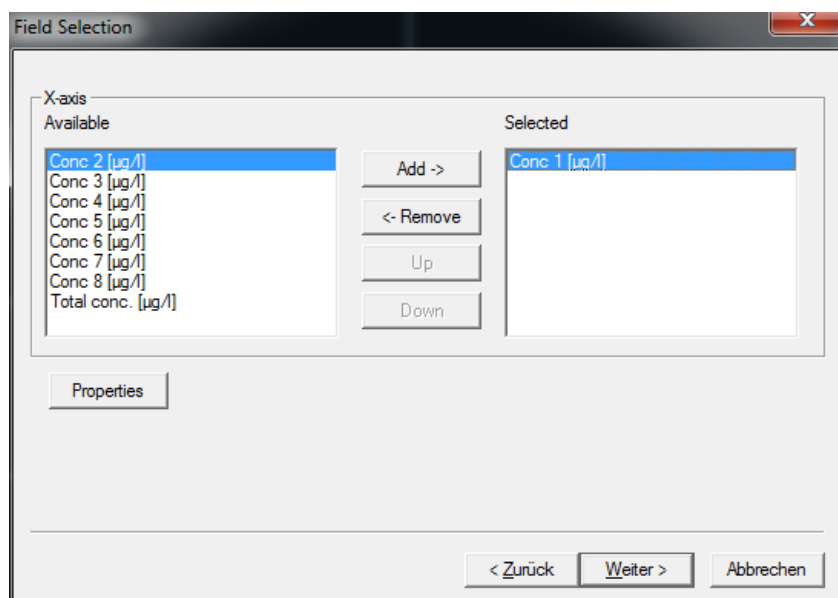 Field Selection
X-axis
Available
Selected
Conc 2 [µg/l]
Conc 3 [µg/l]
Conc 4 [µg/l]
Conc 5 [µg/l]
Conc 6 [µg/l]
Conc 7 [µg/l]
Conc 8 [µg/l]
Total conc. [µg/l]
Add ->
<- Remove
Up
Down
Conc 1 [µg/l]
Properties
< Zurück
Weiter >
Abbrechen